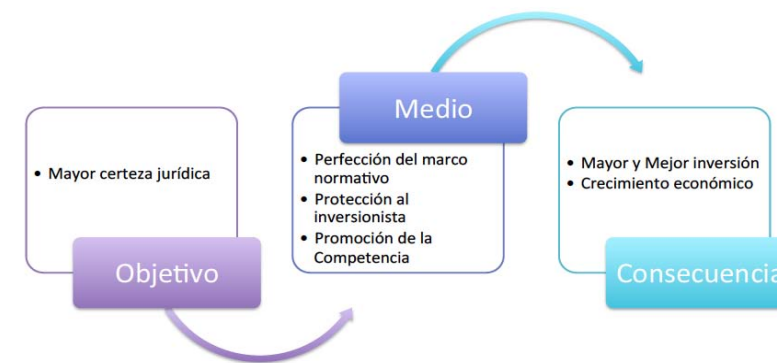 • Mayor certeza jurídica
Objetivo
Medio
• Perfección del marco
normativo
• Protección al
inversionista
• Promoción de la
Competencia
• Mayor y Mejor inversión
• Crecimiento económico
Consecuencia